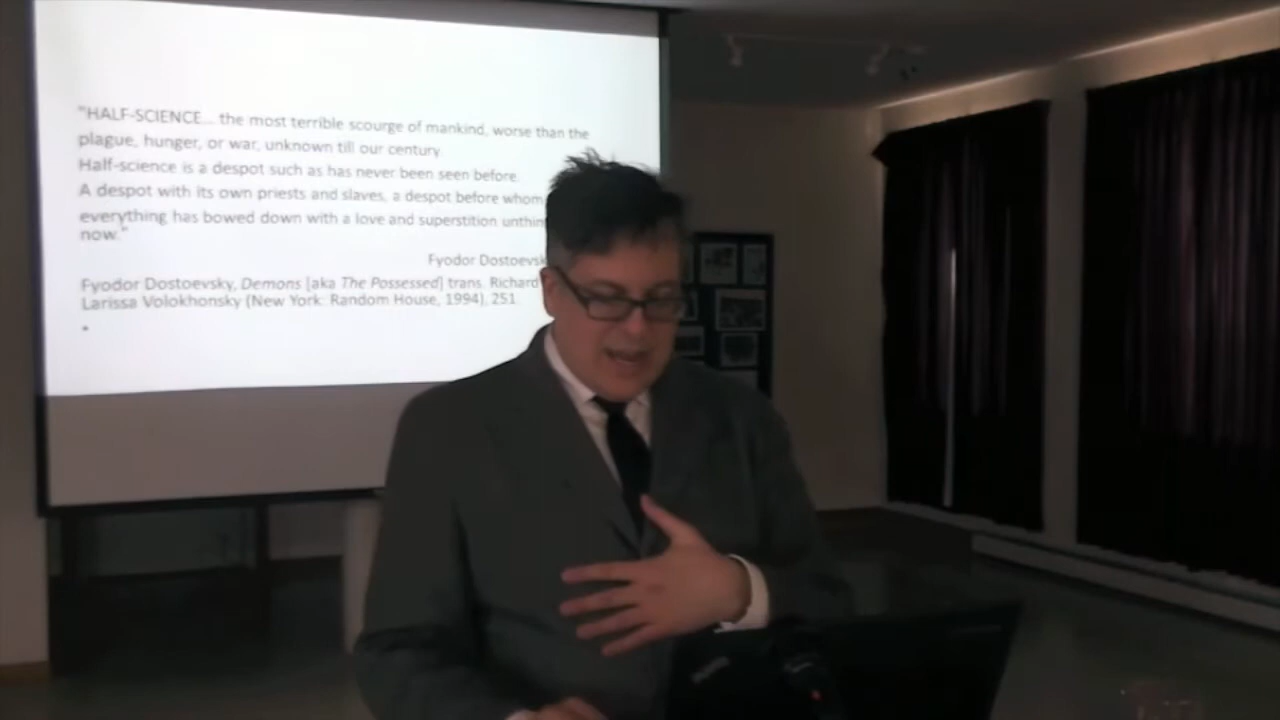 "HALF-SCIENCE... the most terrible scourge of mankind, worse than the
plague, hunger, or war, unknown till our century
Half-science is a despot such as has never been seen before.
A despot with its own priests and slaves, a despot before whom
everything has bowed down with a love and superstition
now."
Fyodor
Fyodor Dostoevsky, Demons [aka The Possessed] trans. Richard
Larissa Volokhonsky (New York: Random House, 1994), 251.